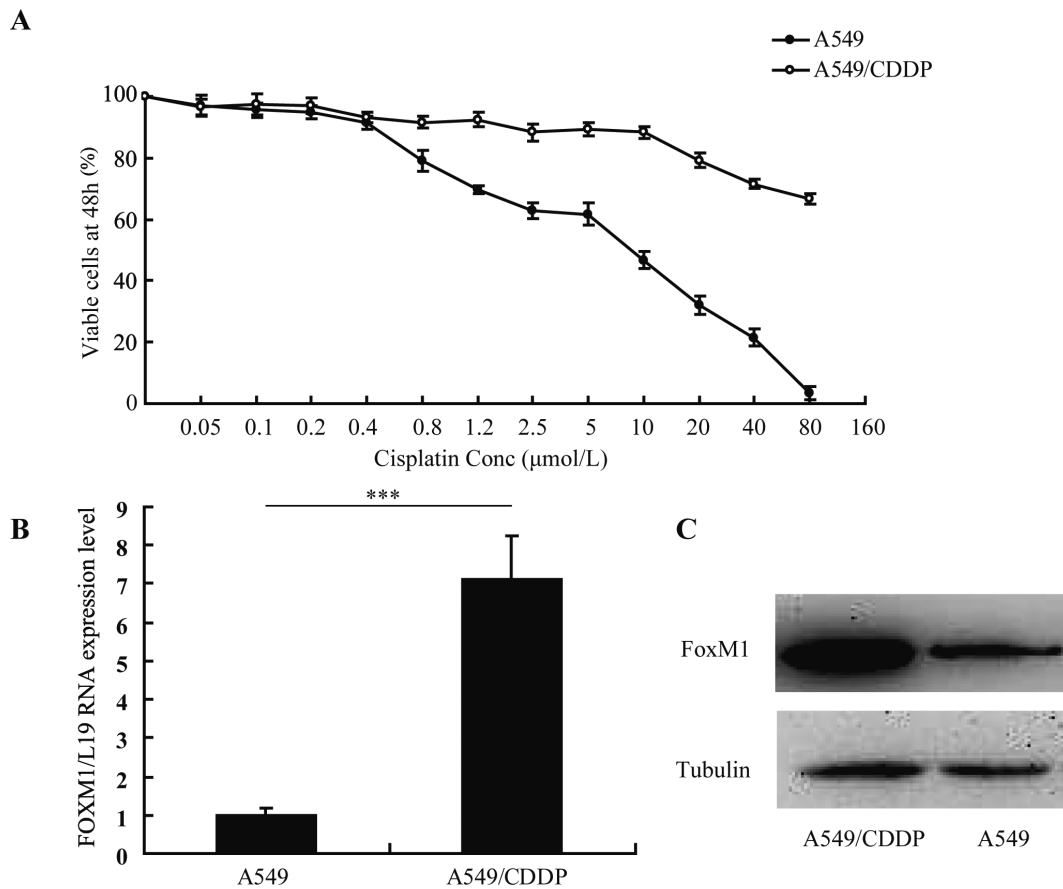 A
A549
A549/CDDP
Viable cells at 48h (%)
100
80
60
40
20
0
0.05 0.1 0.2 0.4 0.8 1.2 2.5 5 10 20 40 80 160
Cisplatin Conc (μmol/L)
B
FOXM1/L19 RNA expression level
9
8
7
6
5
4
3
2
1
0
***
A549 A549/CDDP
C
FoxM1
Tubulin
A549/CDDP A549